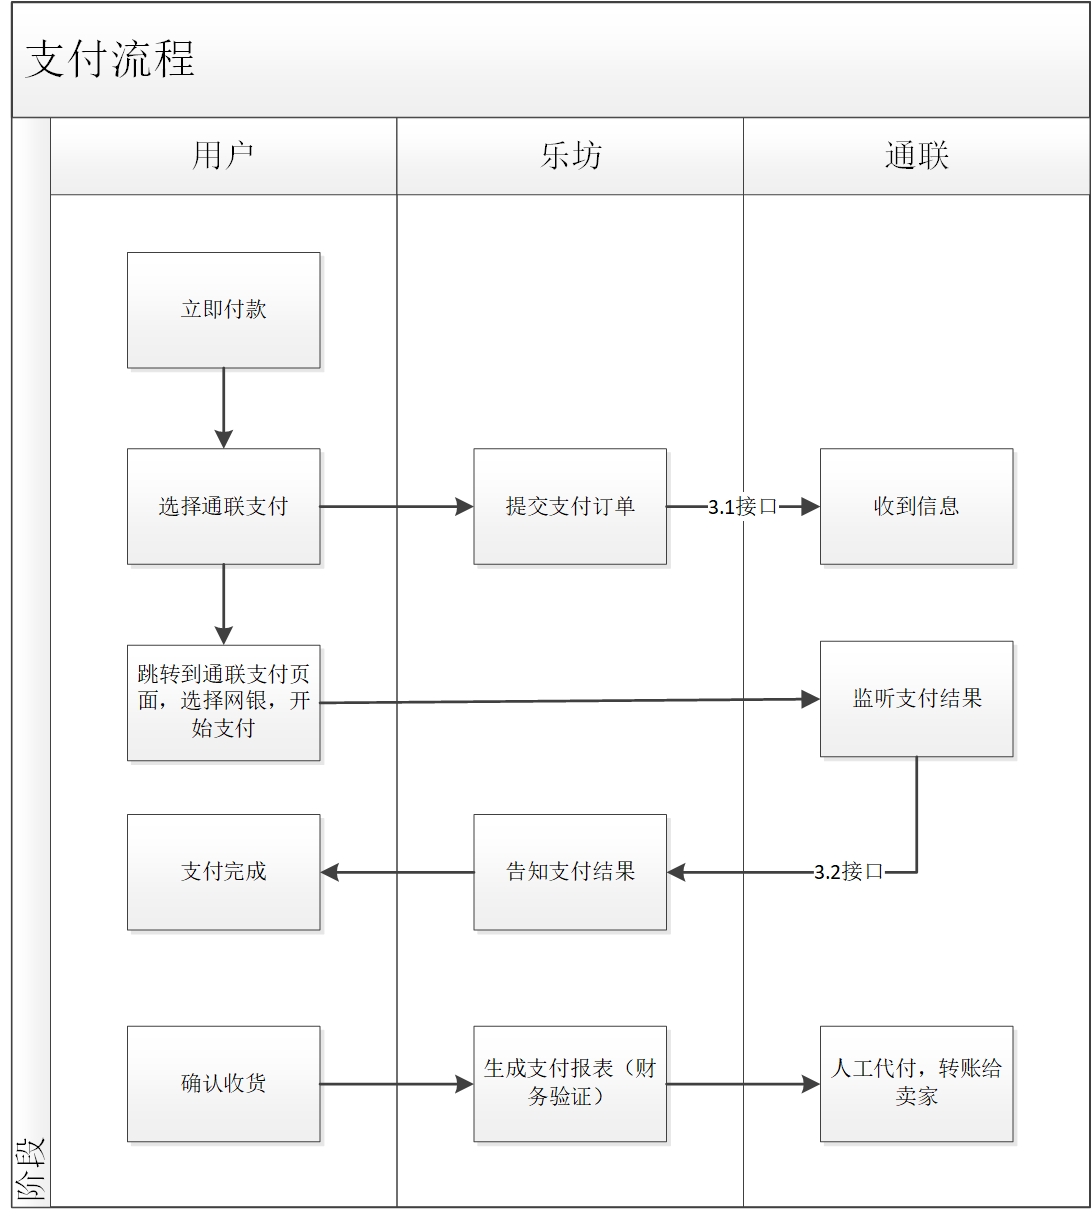 支付流程
用户
乐坊
通联
立即付款
选择通联支付
提交支付订单
3.1接口
收到信息
跳转到通联支付页
面，选择网银，开
始支付
监听支付结果
支付完成
告知支付结果
3.2接口
确认收货
生成支付报表（财
务验证）
人工代付，转账给
卖家
阶段